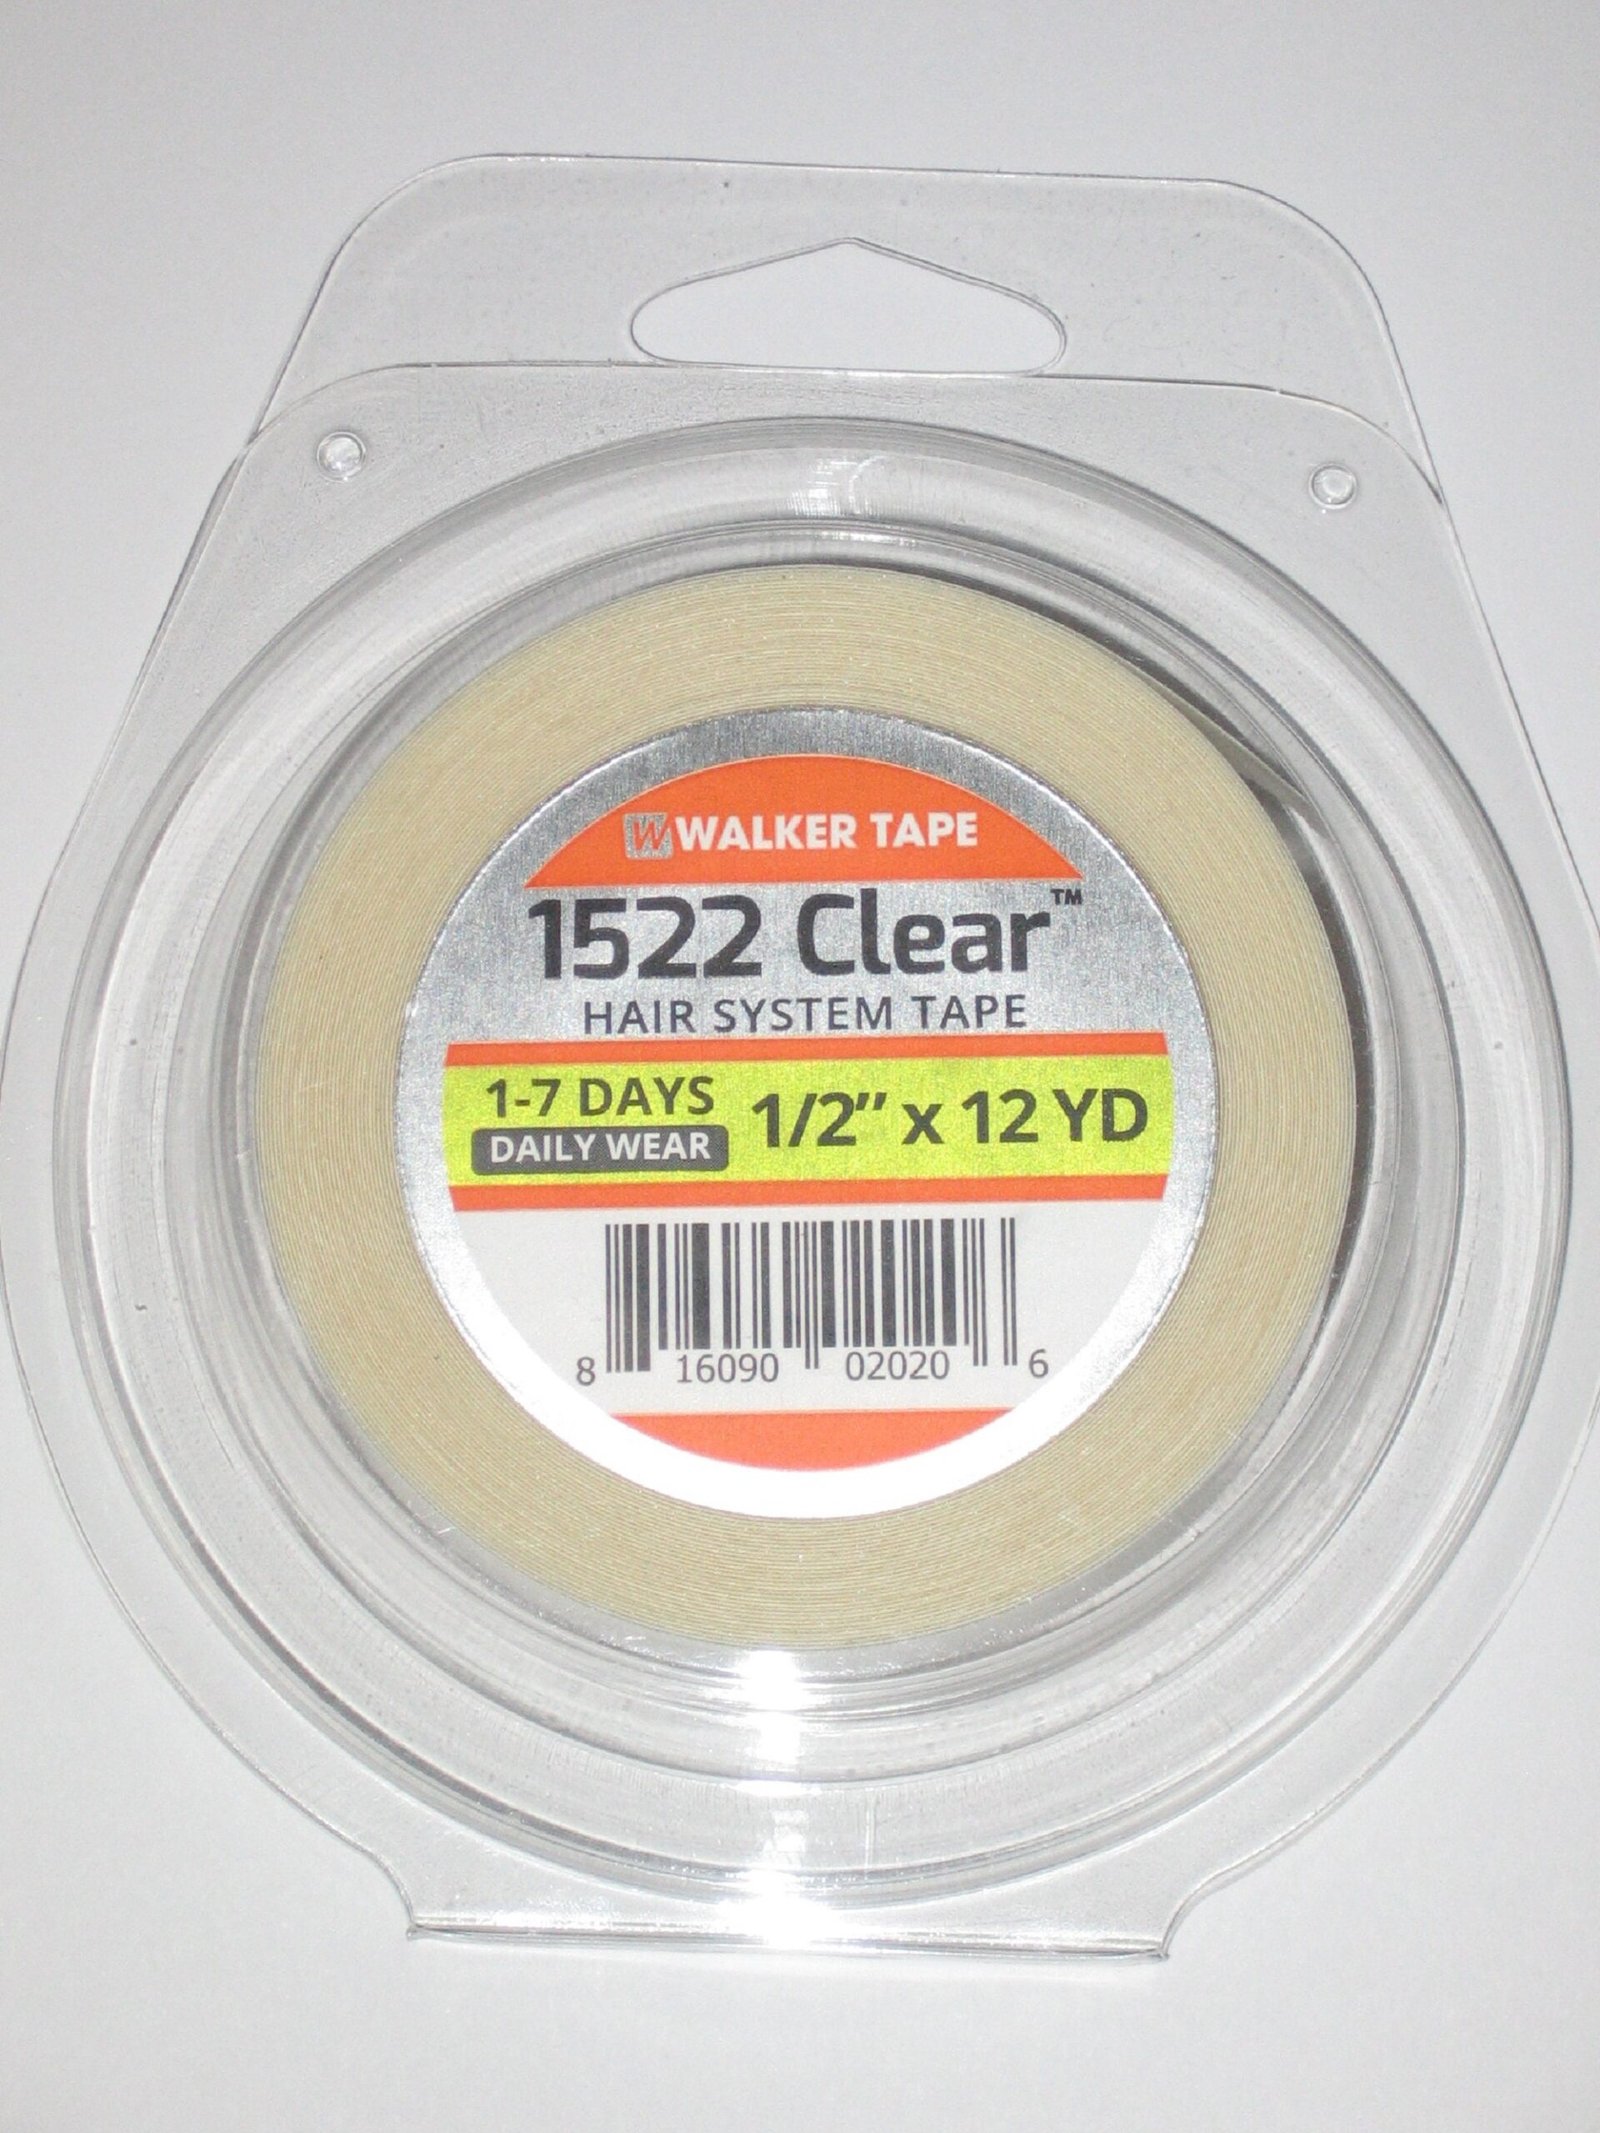 W WALKER TAPE
1522 Clear™
HAIR SYSTEM TAPE
1-7 DAYS
DAILY WEAR
1/2” x 12 YD
8 16090 02020 6